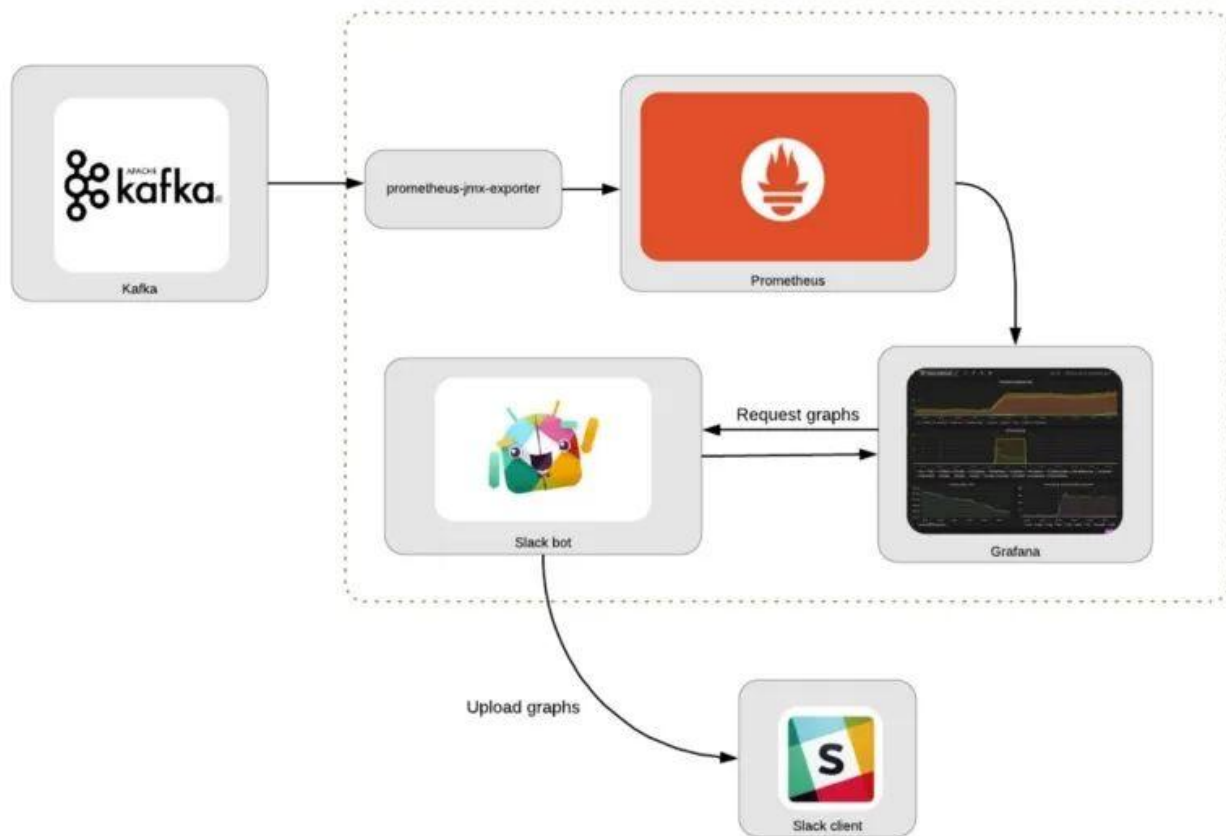 APACHE
kafka
Kafka
prometheus-jmx-exporter
Prometheus
Request graphs
Slack bot
Grafana
Upload graphs
S
Slack client